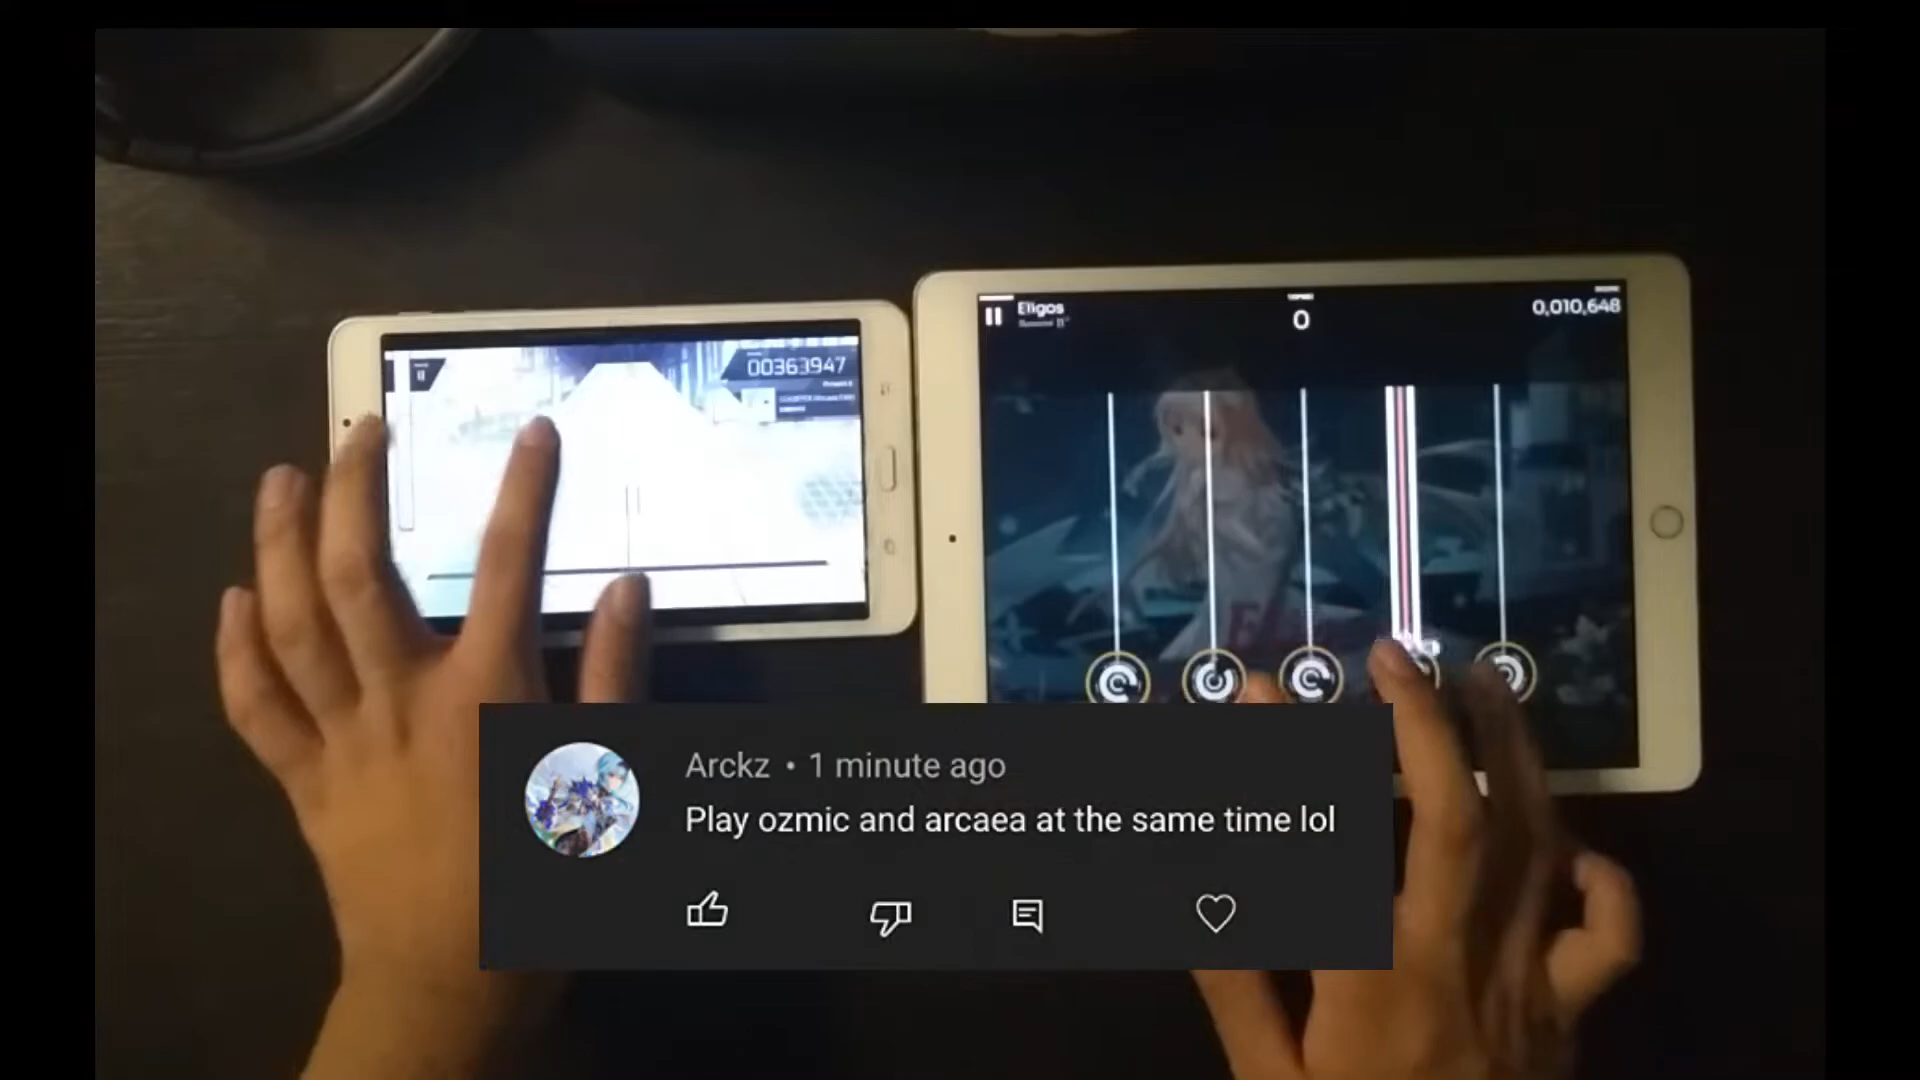 00363947
Eligos
0
0,010,648
Arckz • 1 minute ago
Play ozmic and arcaea at the same time lol